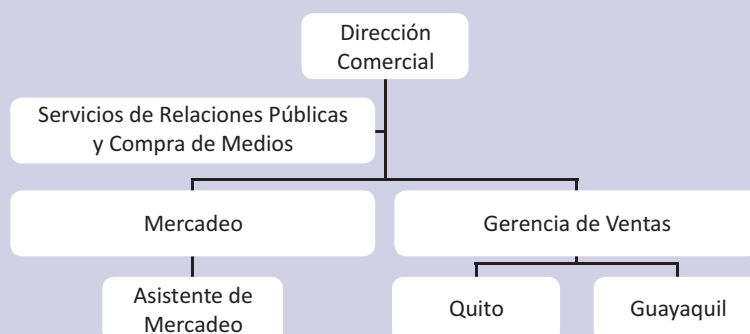 Dirección
Comercial
Servicios de Relaciones Públicas
y Compra de Medios
Mercadeo
Gerencia de Ventas
Asistente de
Mercadeo
Quito
Guayaquil